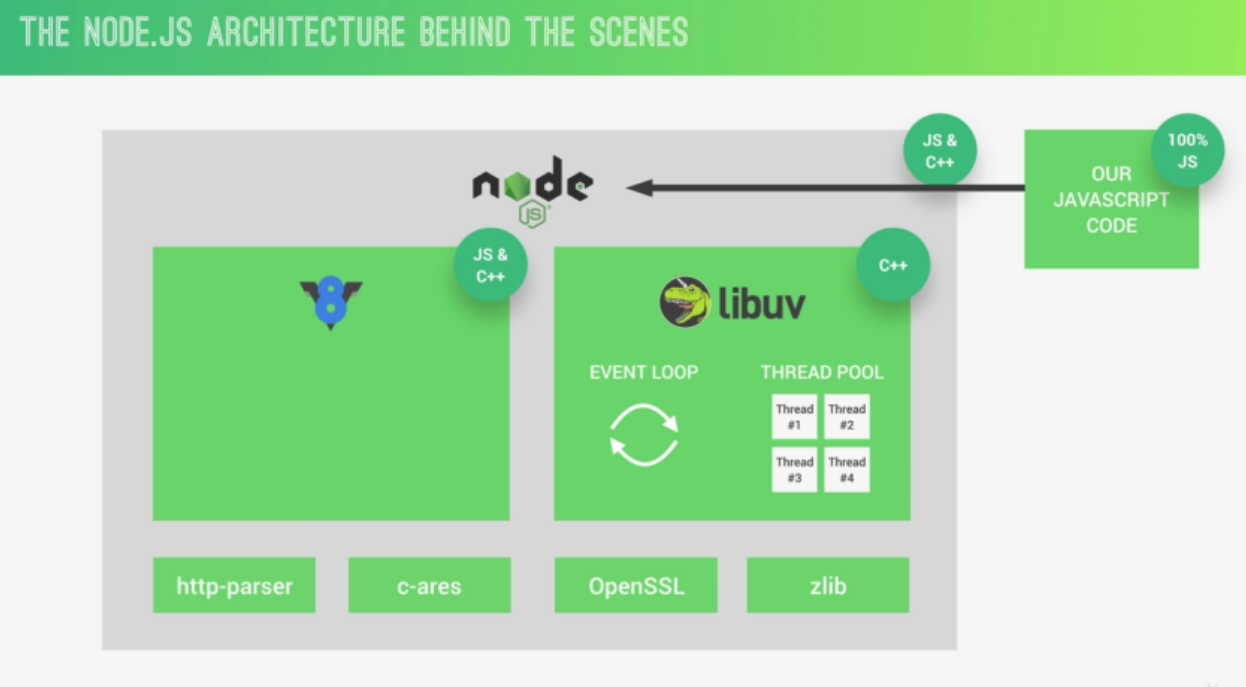 THE NODE.JS ARCHITECTURE BEHIND THE SCENES
node
JS
JS &
C++
100%
JS
OUR
JAVASCRIPT
CODE
V8
JS &
C++
libuv
C++
EVENT LOOP
THREAD POOL
Thread
#1
Thread
#2
Thread
#3
Thread
#4
http-parser
c-ares
OpenSSL
zlib